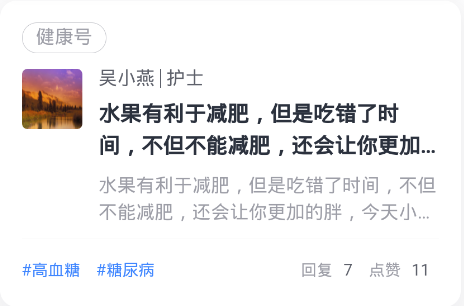 健康号
吴小燕|护士
水果有利于减肥，但是吃错了时
间，不但不能减肥，还会让你更加...
水果有利于减肥，但是吃错了时间，不但
不能减肥，还会让你更加的胖，今天小...
#高血糖 #糖尿病 回复 7 点赞 11